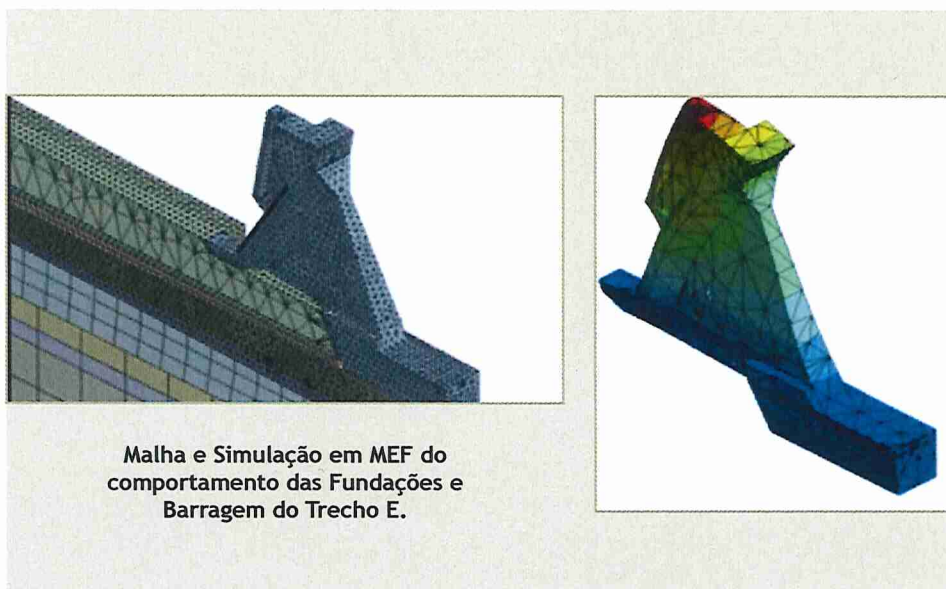 Malha e Simulação em MEF do
comportamento das Fundações e
Barragem do Trecho E.